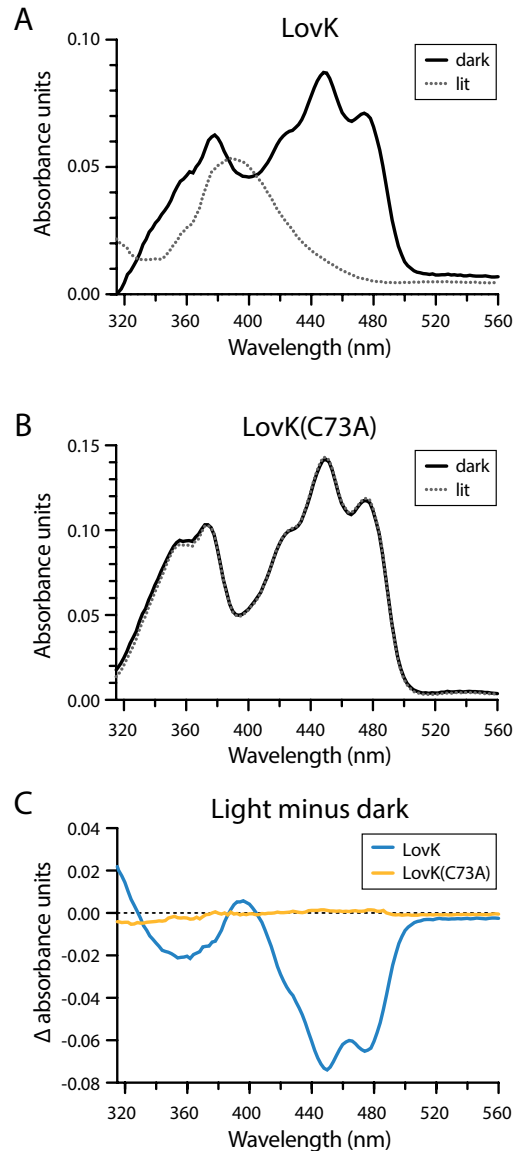 A
LovK
0.10
0.05
0.00
Absorbance units
dark
lit
320 360 400 440 480 520 560
Wavelength (nm)
B
LovK(C73A)
0.15
0.10
0.05
0.00
Absorbance units
dark
lit
320 360 400 440 480 520 560
Wavelength (nm)
C
Light minus dark
0.04
0.02
0.00
-0.02
-0.04
-0.06
-0.08
Δ absorbance units
LovK
LovK(C73A)
320 360 400 440 480 520 560
Wavelength (nm)